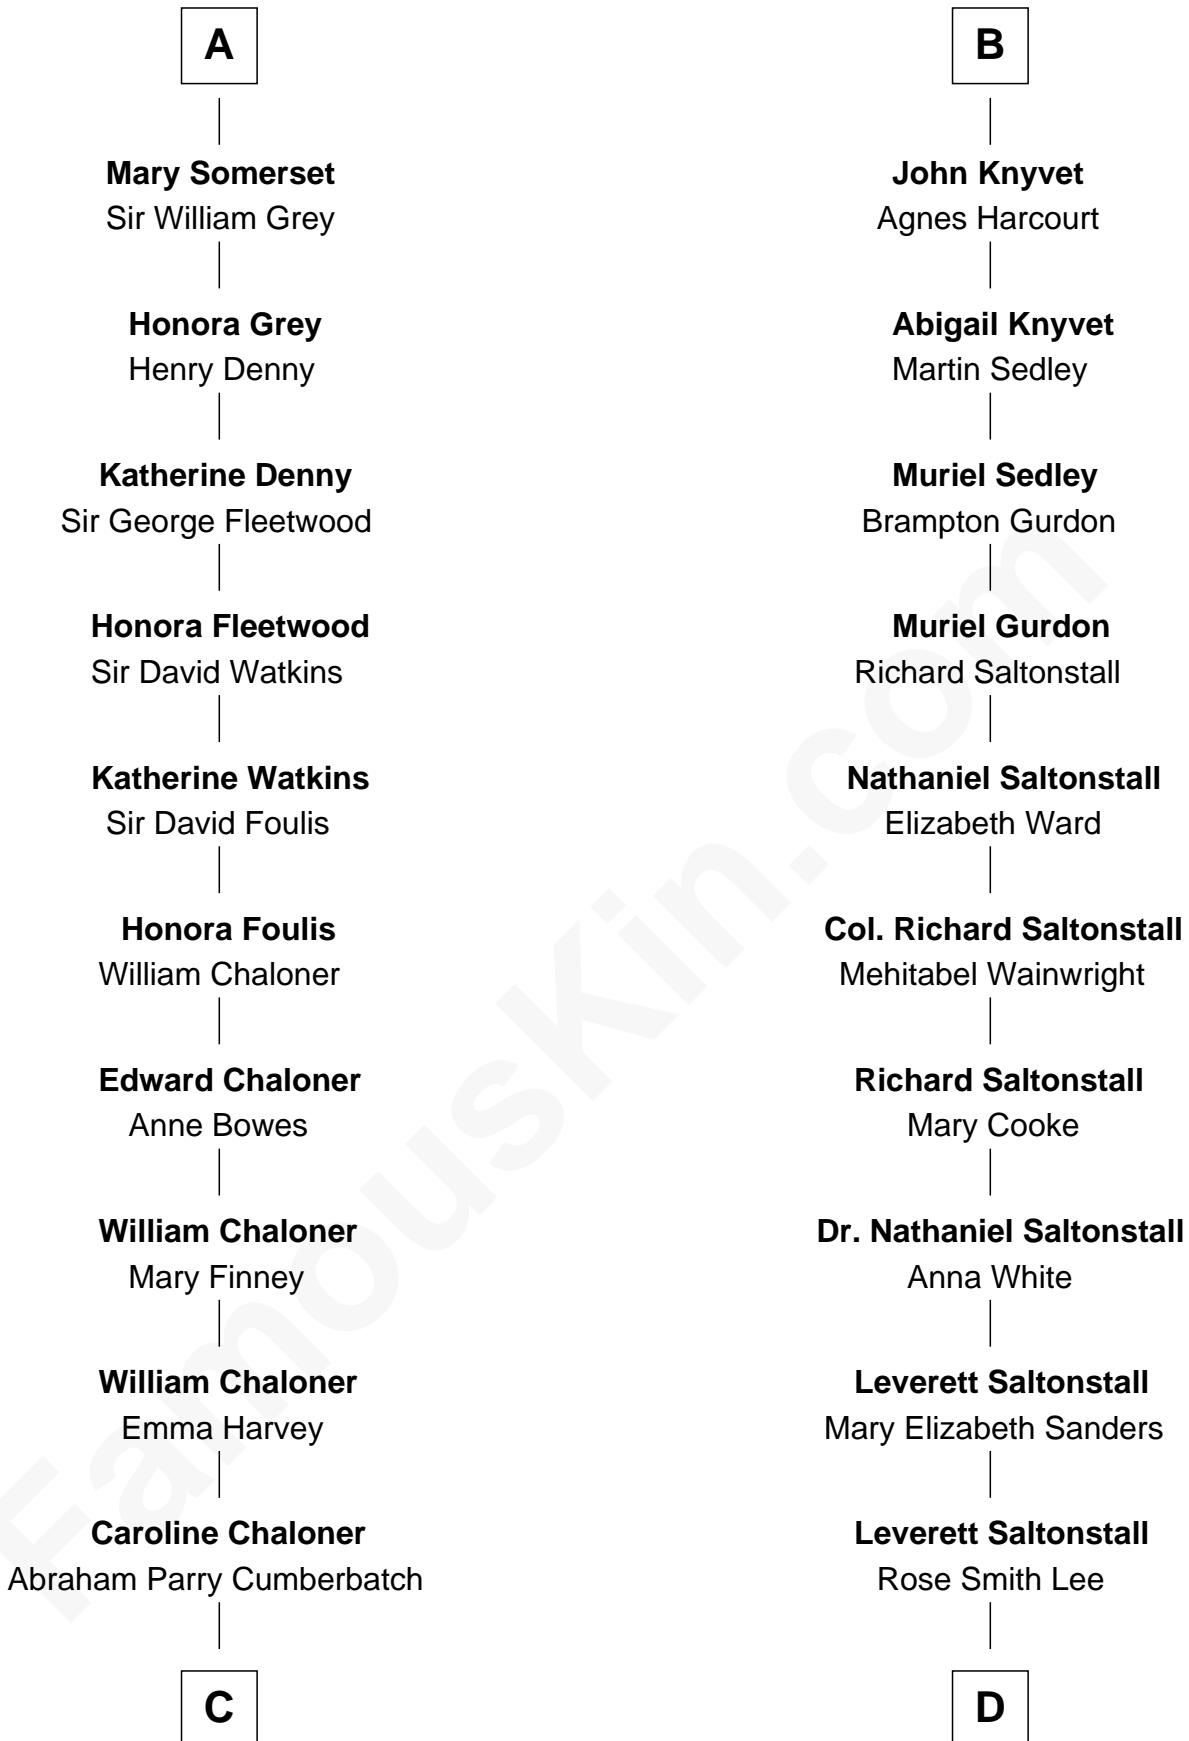 A
Mary Somerset
Sir William Grey
Honora Grey
Henry Denny
Katherine Denny
Sir George Fleetwood
Honora Fleetwood
Sir David Watkins
Katherine Watkins
Sir David Foulis
Honora Foulis
William Chaloner
Edward Chaloner
Anne Bowes
William Chaloner
Mary Finney
William Chaloner
Emma Harvey
Caroline Chaloner
Abraham Parry Cumberbatch
C
B
John Knyvet
Agnes Harcourt
Abigail Knyvet
Martin Sedley
Muriel Sedley
Brampton Gurdon
Muriel Gurdon
Richard Saltonstall
Nathaniel Saltonstall
Elizabeth Ward
Col. Richard Saltonstall
Mehitabel Wainwright
Richard Saltonstall
Mary Cooke
Dr. Nathaniel Saltonstall
Anna White
Leverett Saltonstall
Mary Elizabeth Sanders
Leverett Saltonstall
Rose Smith Lee
D
FamousKin.com